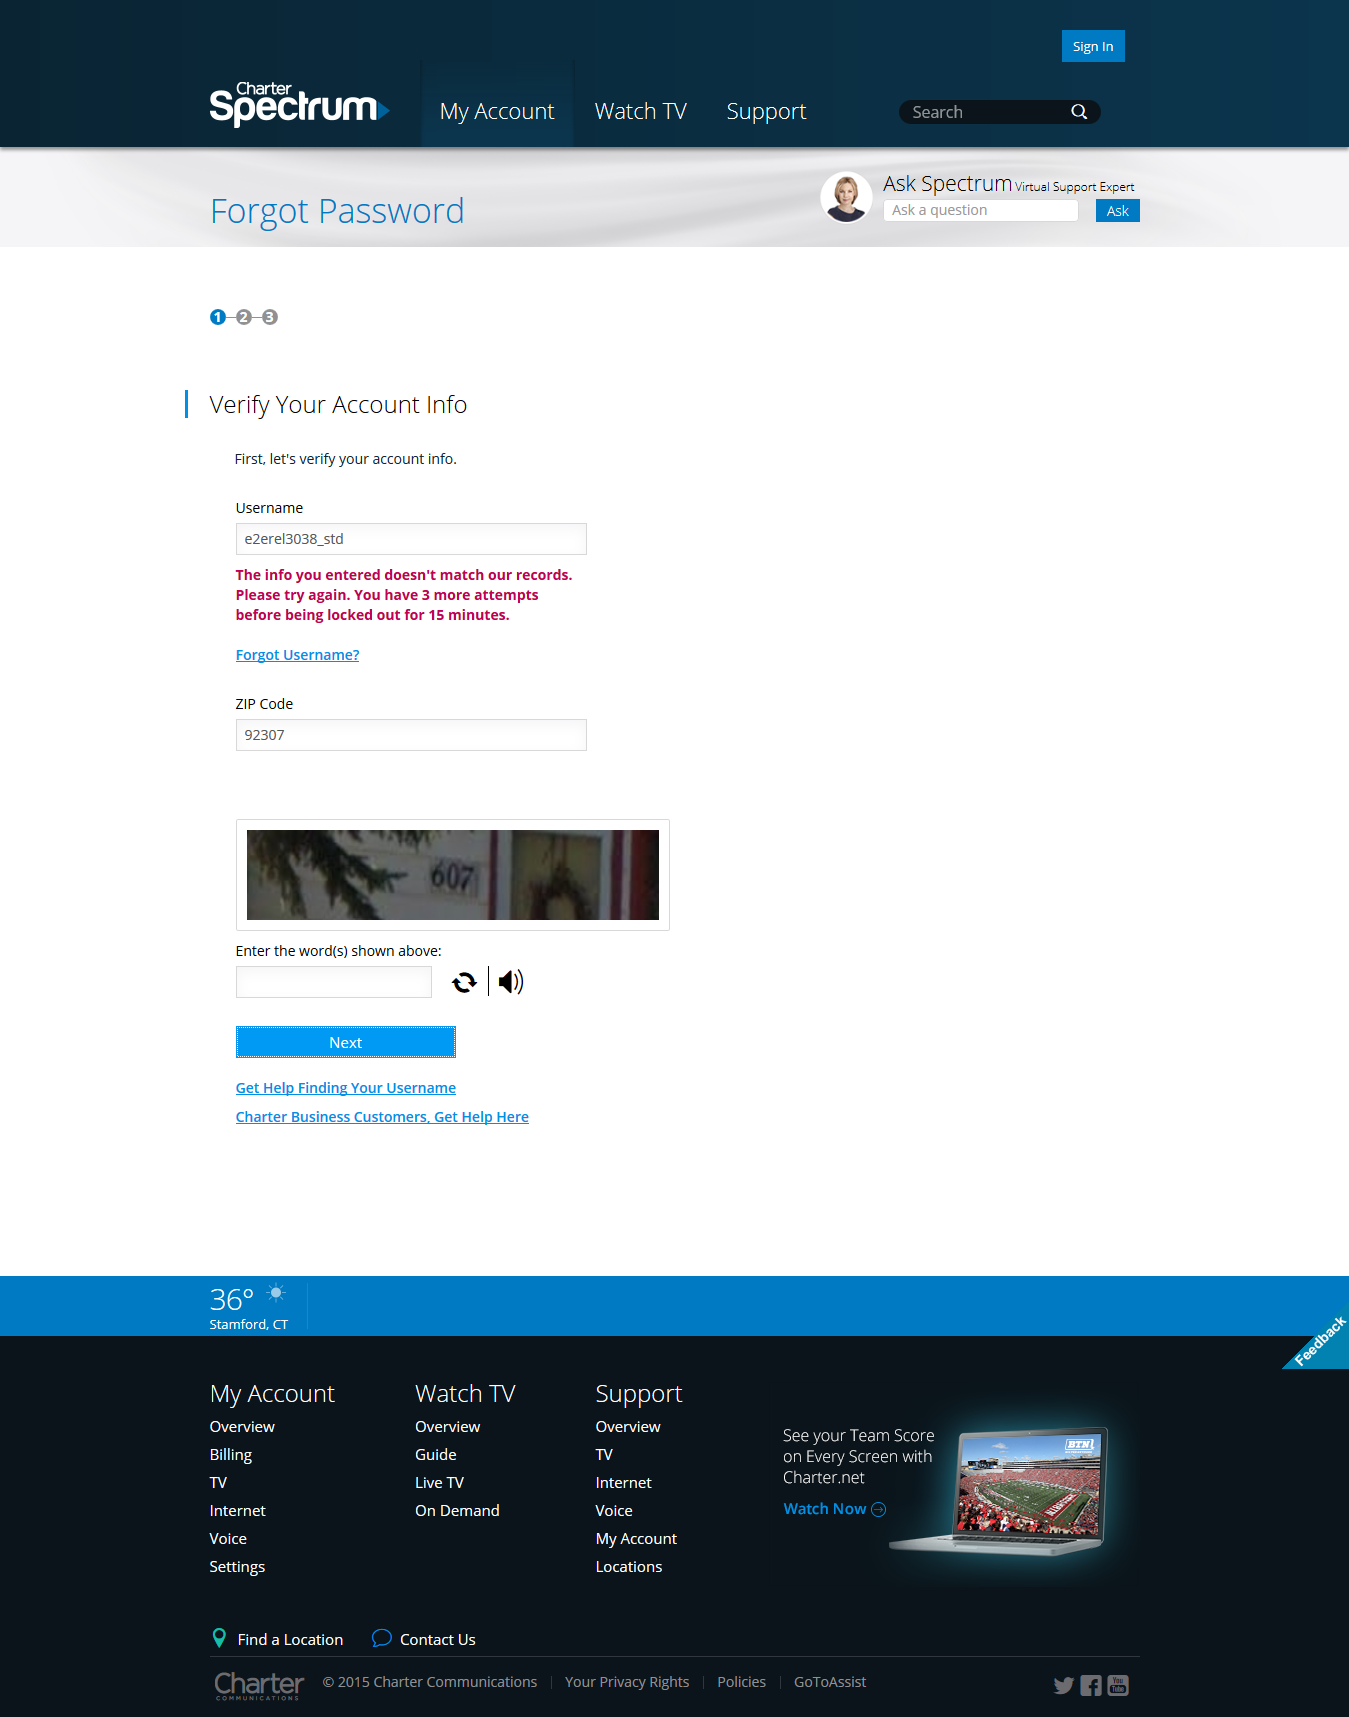 Sign In
Charter
Spectrum
My Account
Watch TV
Support
Search
Forgot Password
Ask Spectrum Virtual Support Expert
Ask a question
Ask
1 2 3
Verify Your Account Info
First, let's verify your account info.
Username
e2erel3038_std
The info you entered doesn't match our records.
Please try again. You have 3 more attempts
before being locked out for 15 minutes.
Forgot Username?
ZIP Code
92307
607
Enter the word(s) shown above:
Next
Get Help Finding Your Username
Charter Business Customers, Get Help Here
36°
Stamford, CT
Feedback
My Account
Overview
Billing
TV
Internet
Voice
Settings
Watch TV
Overview
Guide
Live TV
On Demand
Support
Overview
TV
Internet
Voice
My Account
Locations
See your Team Score
on Every Screen with
Charter.net
Watch Now
BTN
Find a Location
Contact Us
Charter
COMMUNICATIONS
© 2015 Charter Communications
Your Privacy Rights
Policies
GoToAssist
You
Tube